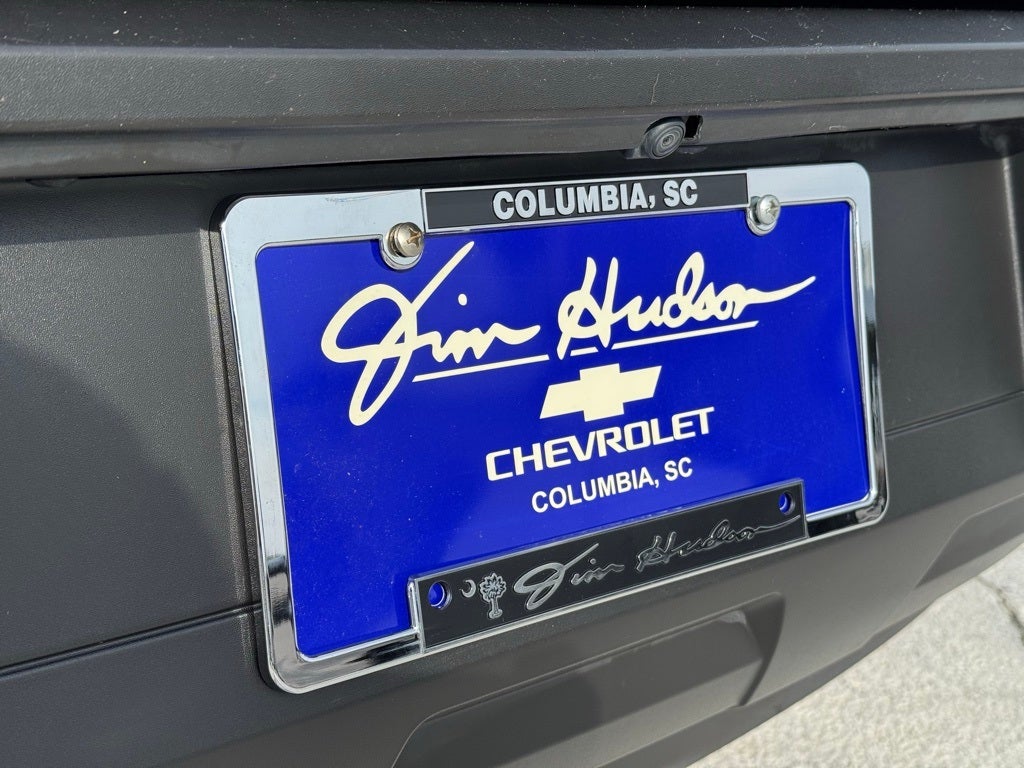 COLUMBIA, SC
Jim Hudson
CHEVROLET
COLUMBIA, SC
Jim Hudson